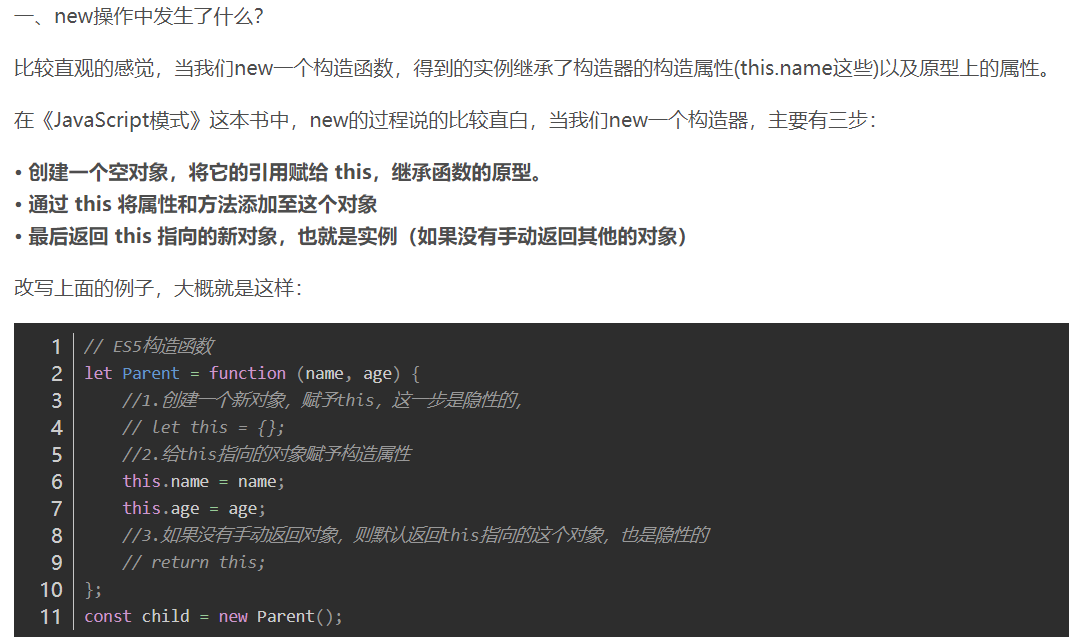 一、new操作中发生了什么？
比较直观的感觉，当我们new一个构造函数，得到的实例继承了构造器的构造属性(this.name这些)以及原型上的属性。
在《JavaScript模式》这本书中，new的过程说的比较直白，当我们new一个构造器，主要有三步：
• 创建一个空对象，将它的引用赋给 this，继承函数的原型。
• 通过 this 将属性和方法添加至这个对象
• 最后返回 this 指向的新对象，也就是实例（如果没有手动返回其他的对象）
改写上面的例子，大概就是这样：
1 // ES5构造函数
2 let Parent = function (name, age) {
3 //1.创建一个新对象，赋予this，这一步是隐性的，
4 // let this = {};
5 //2.给this指向的对象赋予构造属性
6 this.name = name;
7 this.age = age;
8 //3.如果没有手动返回对象，则默认返回this指向的这个对象，也是隐性的
9 // return this;
10 };
11 const child = new Parent();